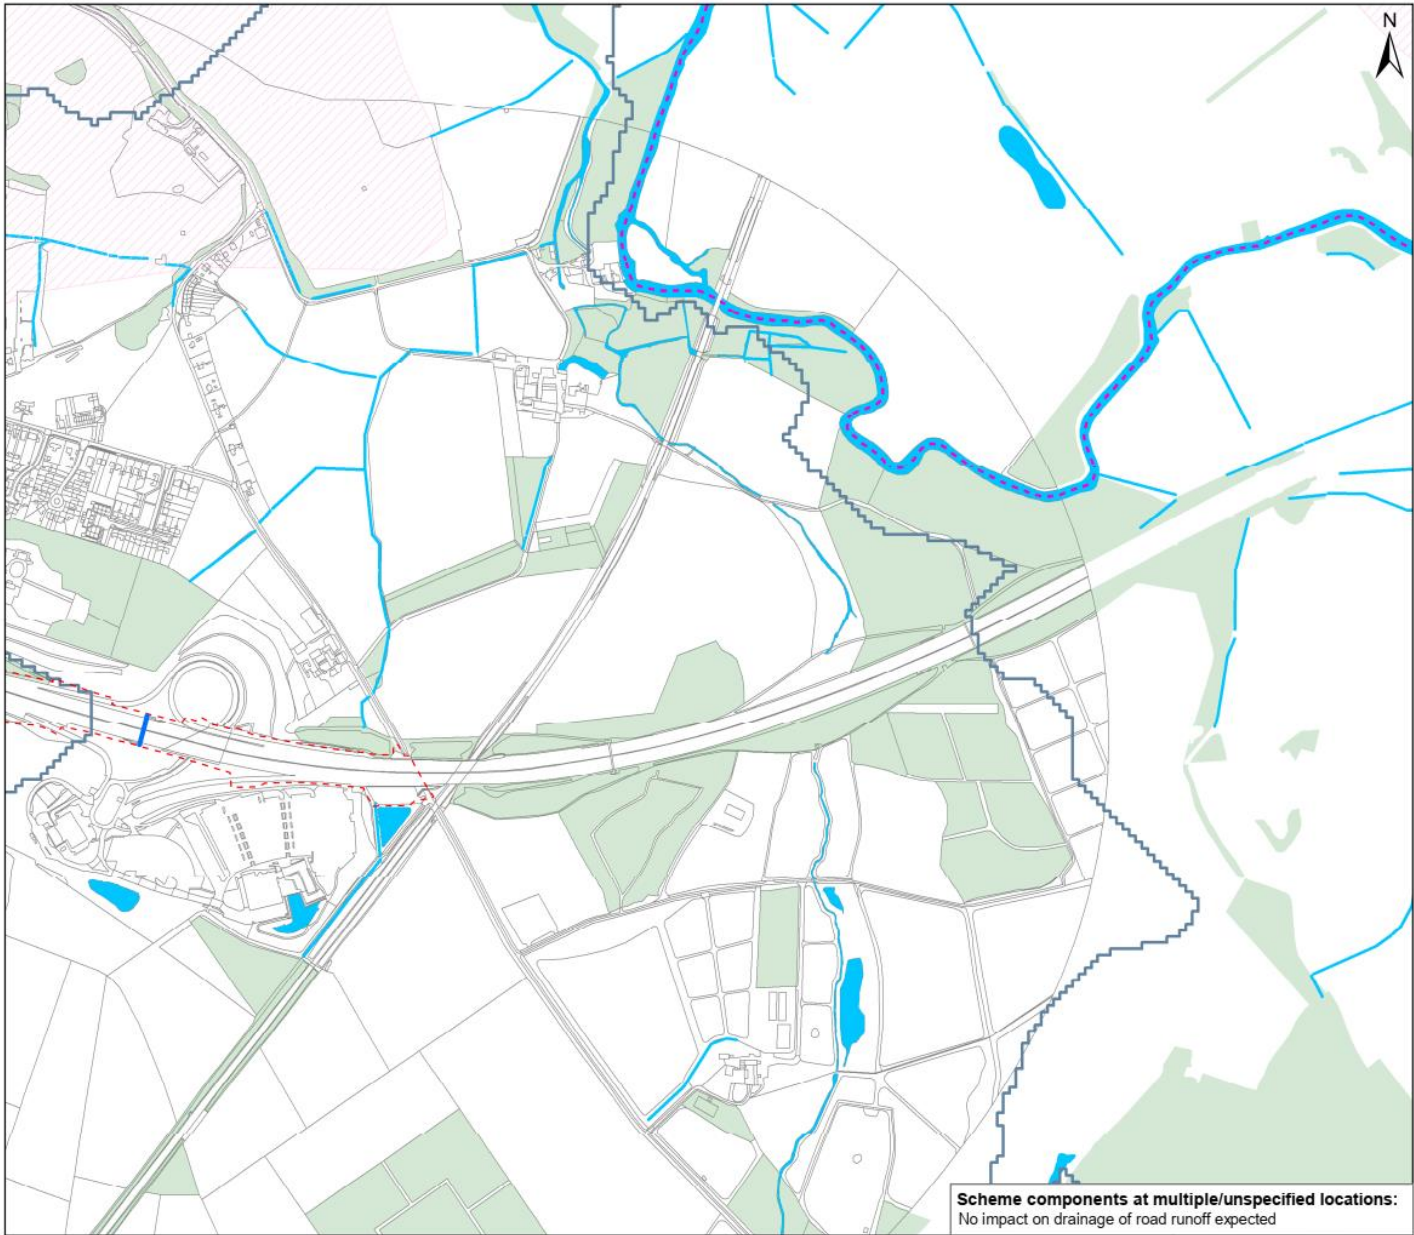 N
Scheme components at multiple/unspecified locations:
No impact on drainage of road runoff expected